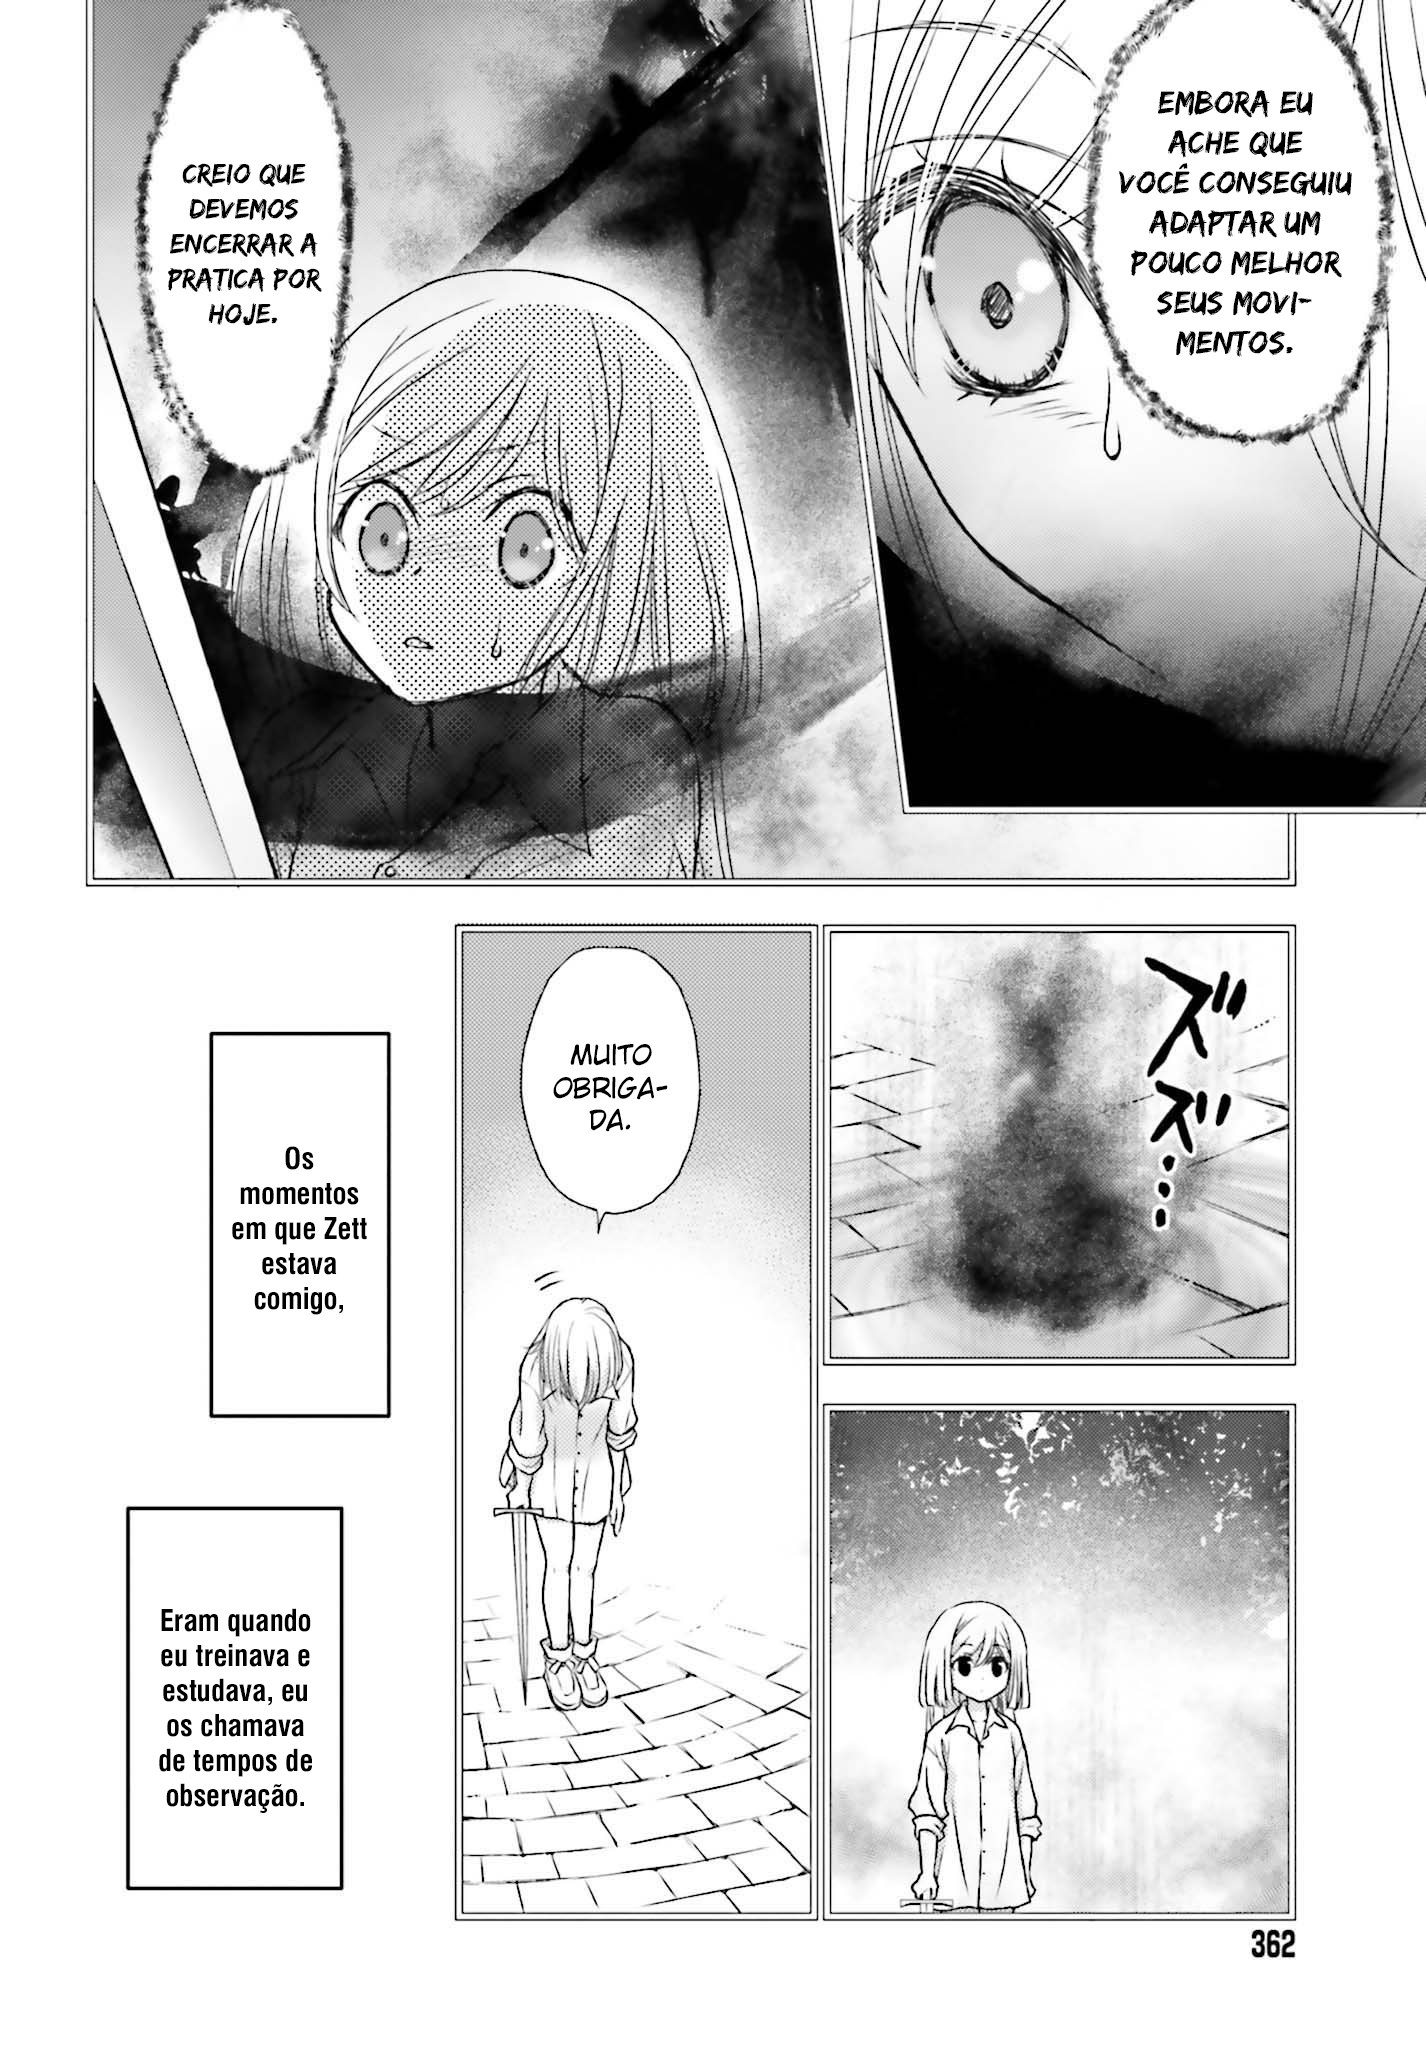 EMBORA EU
ACHE QUE
VOCÊ CONSEGUIU
ADAPTAR UM
POUCO MELHOR
SEUS MOVI-
MENTOS.
CREIO QUE
DEVEMOS
ENCERRAR A
PRATICA POR
HOJE.
ズズ...
MUITO
OBRIGA-
DA.
Os
momentos
em que Zett
estava
comigo,
Eram quando
eu treinava e
estudava, eu
os chamava
de tempos de
observação.
362